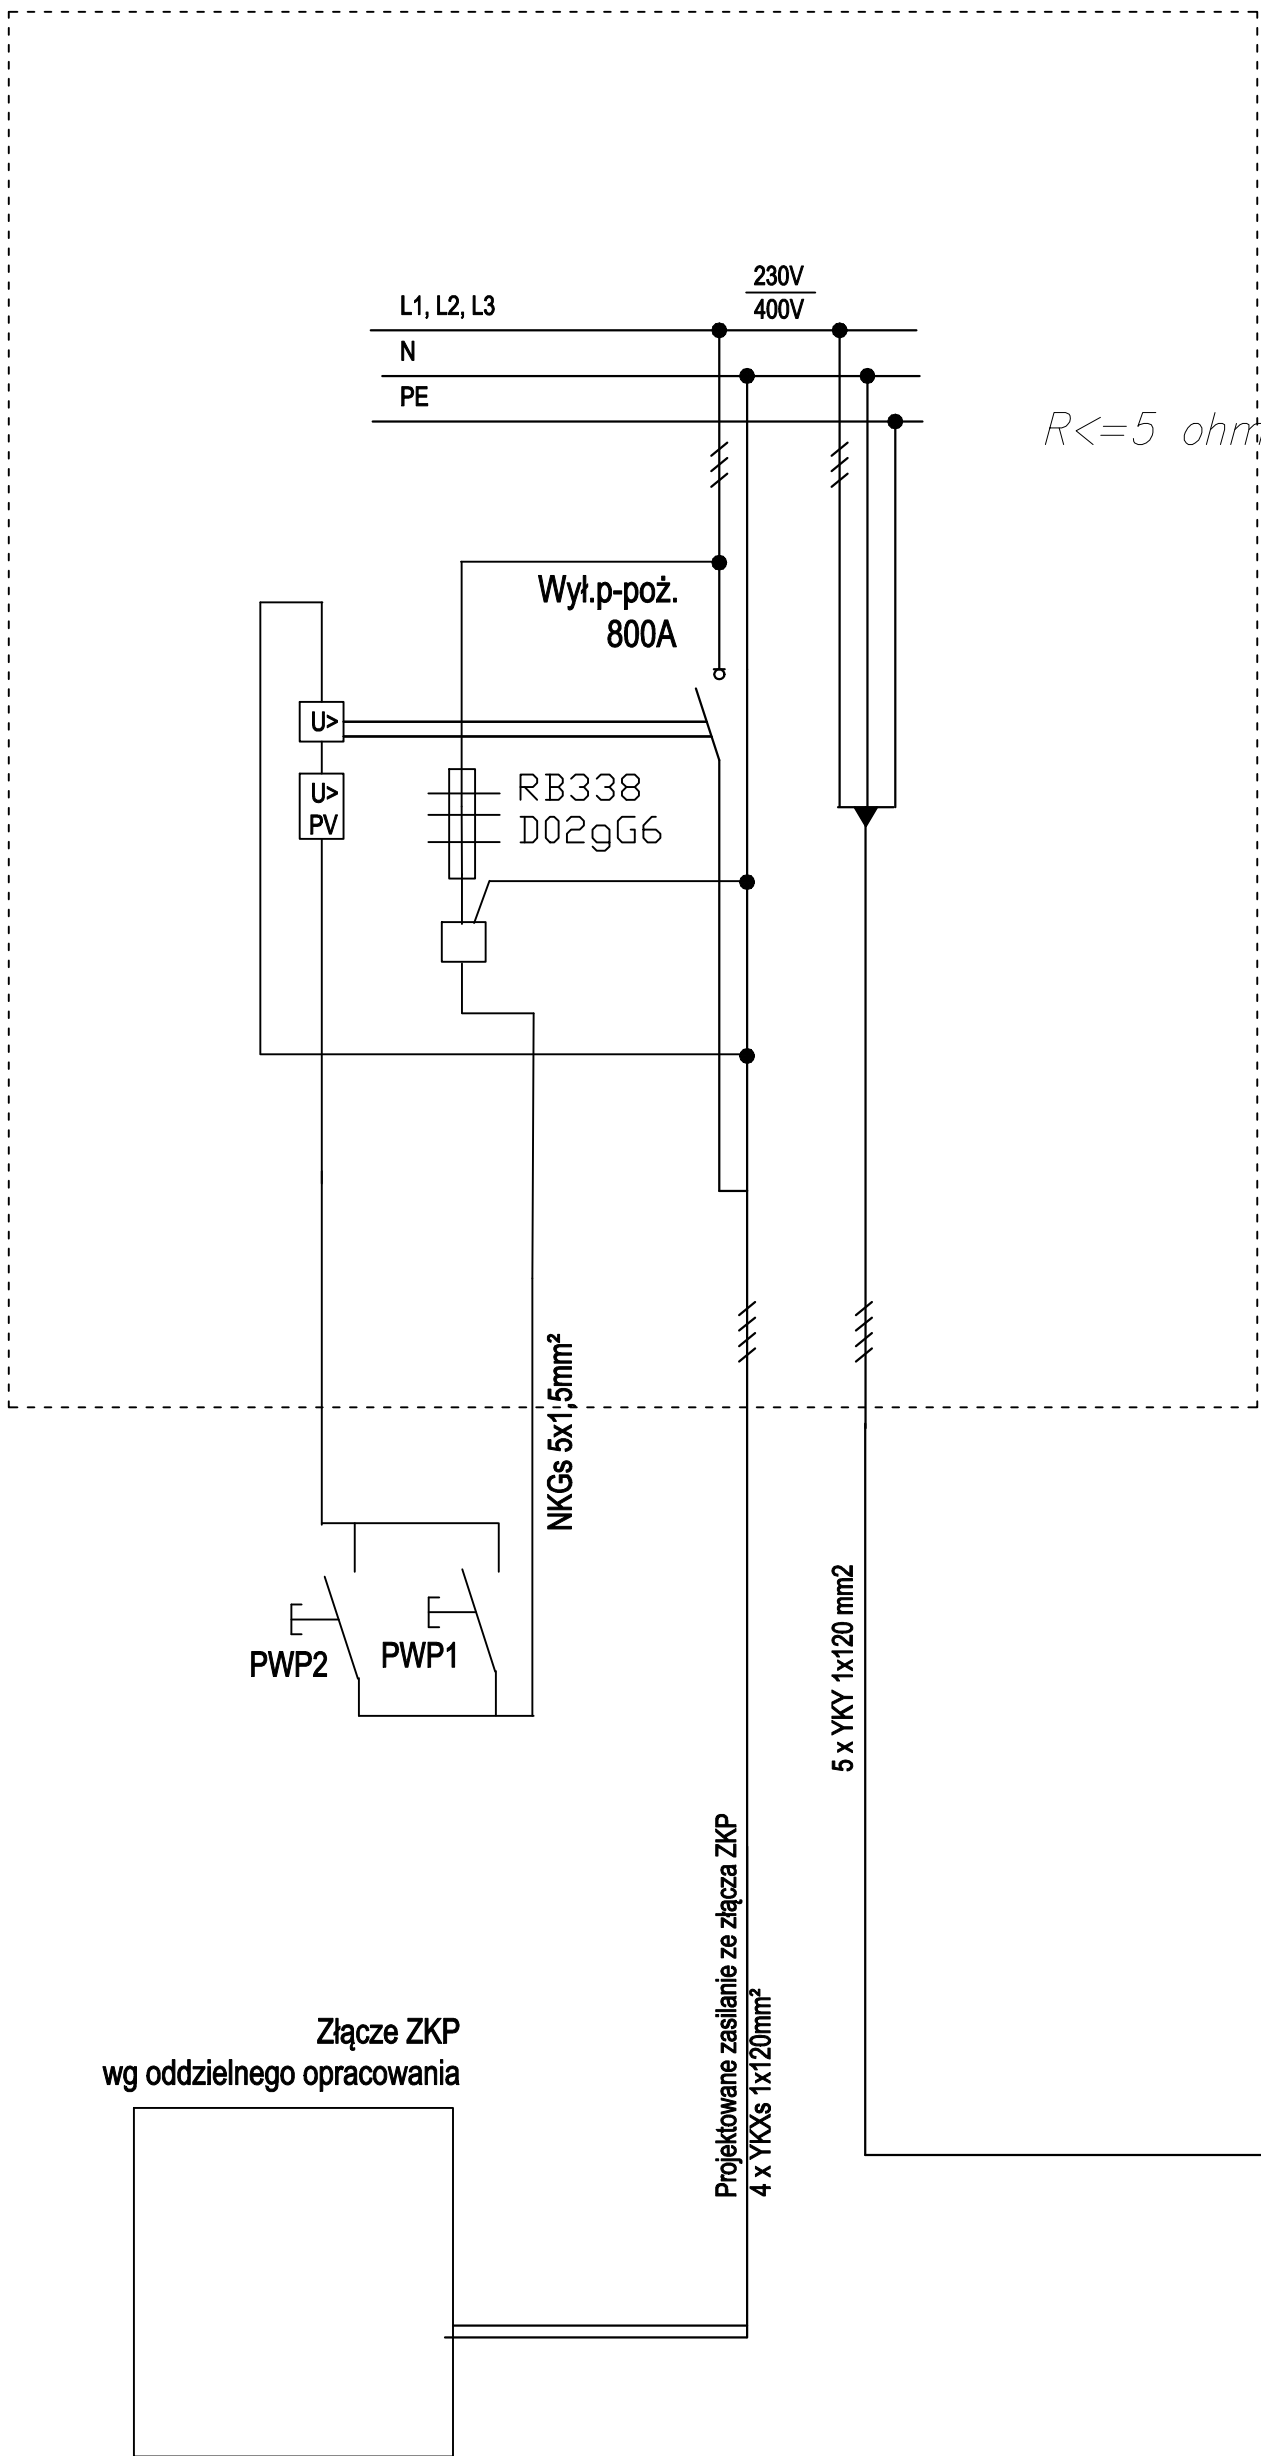 230V
400V
L1, L2, L3
N
PE
R<=5 ohm
Wył.p-poż.
800A
U>
U>
PV
RB338
D02gG6
NKGs 5x1,5mm²
PWP2
PWP1
5 x YKY 1x120 mm2
Projektowane zasilanie ze złącza ZKP
4 x YKXs 1x120mm²
Złącze ZKP
wg oddzielnego opracowania